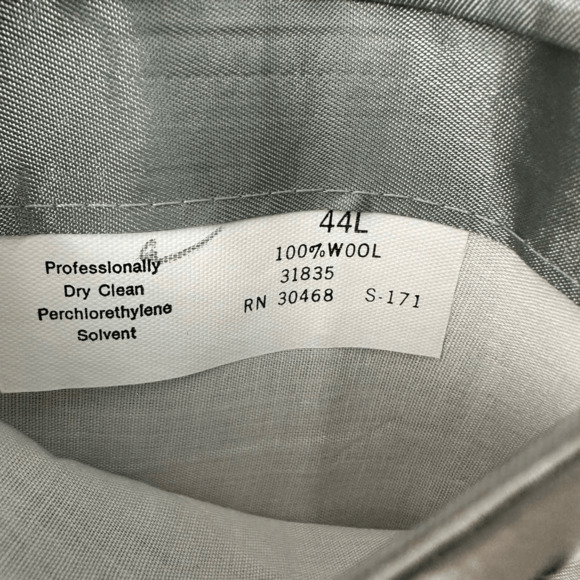 44L
100% WOOL
31835
RN 30468 S-171
Professionally
Dry Clean
Perchlorethylene
Solvent